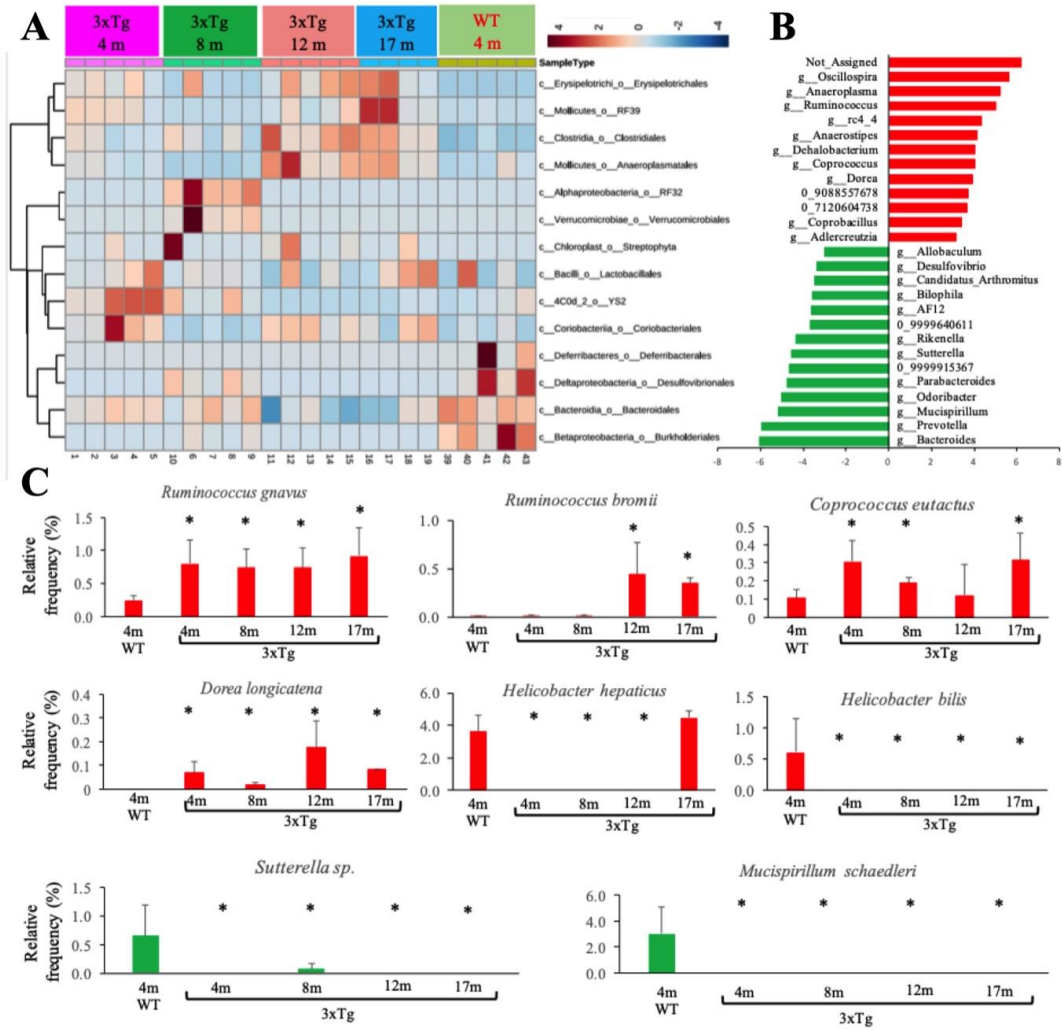 A
3xTg
4 m
3xTg
8 m
3xTg
12 m
3xTg
17 m
WT
4 m
4 2 0 -2 -4
SampleType
c__Erysipelotrichi_o__Erysipelotrichales
c__Mollicutes_o__RF39
c__Clostridia_o__Clostridiales
c__Mollicutes_o__Anaeroplasmatales
c__Alphaproteobacteria_o__RF32
c__Verrucomicrobiae_o__Verrucomicrobiales
c__Chloroplast_o__Streptophyta
c__Bacilli_o__Lactobacillales
c__4C0d_2_o__YS2
c__Coriobacteriia_o__Coriobacteriales
c__Deferribacteres_o__Deferribacterales
c__Deltaproteobacteria_o__Desulfovibrionales
c__Bacteroidia_o__Bacteroidales
c__Betaproteobacteria_o__Burkholderiales
1 2 3 4 5 10 6 7 8 9 11 12 13 14 15 16 17 18 19 39 40 41 42 43
B
Not_Assigned
g__Oscillospira
g__Anaeroplasma
g__Ruminococcus
g__rc4_4
g__Anaerostipes
g__Dehalobacterium
g__Coprococcus
g__Dorea
0_9088557678
0_7120604738
g__Coprobacillus
g__Adlercreutzia
g__Allobaculum
g__Desulfovibrio
g__Candidatus_Arthromitus
g__Bilophila
g__AF12
0_9999640611
g__Rikenella
g__Sutterella
0_9999915367
g__Parabacteroides
g__Odoribacter
g__Mucispirillum
g__Prevotella
g__Bacteroides
-8 -6 -4 -2 0 2 4 6 8
C
Ruminococcus gnavus
Relative
frequency (%)
1.5
1.0
0.5
0.0
* * * *
4m 4m 8m 12m 17m
WT
3xTg
Ruminococcus bromii
1.0
0.5
0.0
* *
4m 4m 8m 12m 17m
WT
3xTg
Coprococcus eutactus
0.5
0.4
0.3
0.2
0.1
0
* * *
4m 4m 8m 12m 17m
WT
3xTg
Dorea longicatena
Relative
frequency (%)
0.4
0.3
0.2
0.1
0
* * * *
4m 4m 8m 12m 17m
WT
3xTg
Helicobacter hepaticus
6.0
4.0
2.0
0.0
* * *
4m 4m 8m 12m 17m
WT
3xTg
Helicobacter bilis
1.5
1.0
0.5
0.0
* * * *
4m 4m 8m 12m 17m
WT
3xTg
Sutterella sp.
Relative
frequency (%)
1.5
1.0
0.5
0.0
* * * *
4m 4m 8m 12m 17m
WT
3xTg
Mucispirillum schaedleri
6.0
4.0
2.0
0.0
* * * *
4m 4m 8m 12m 17m
WT
3xTg